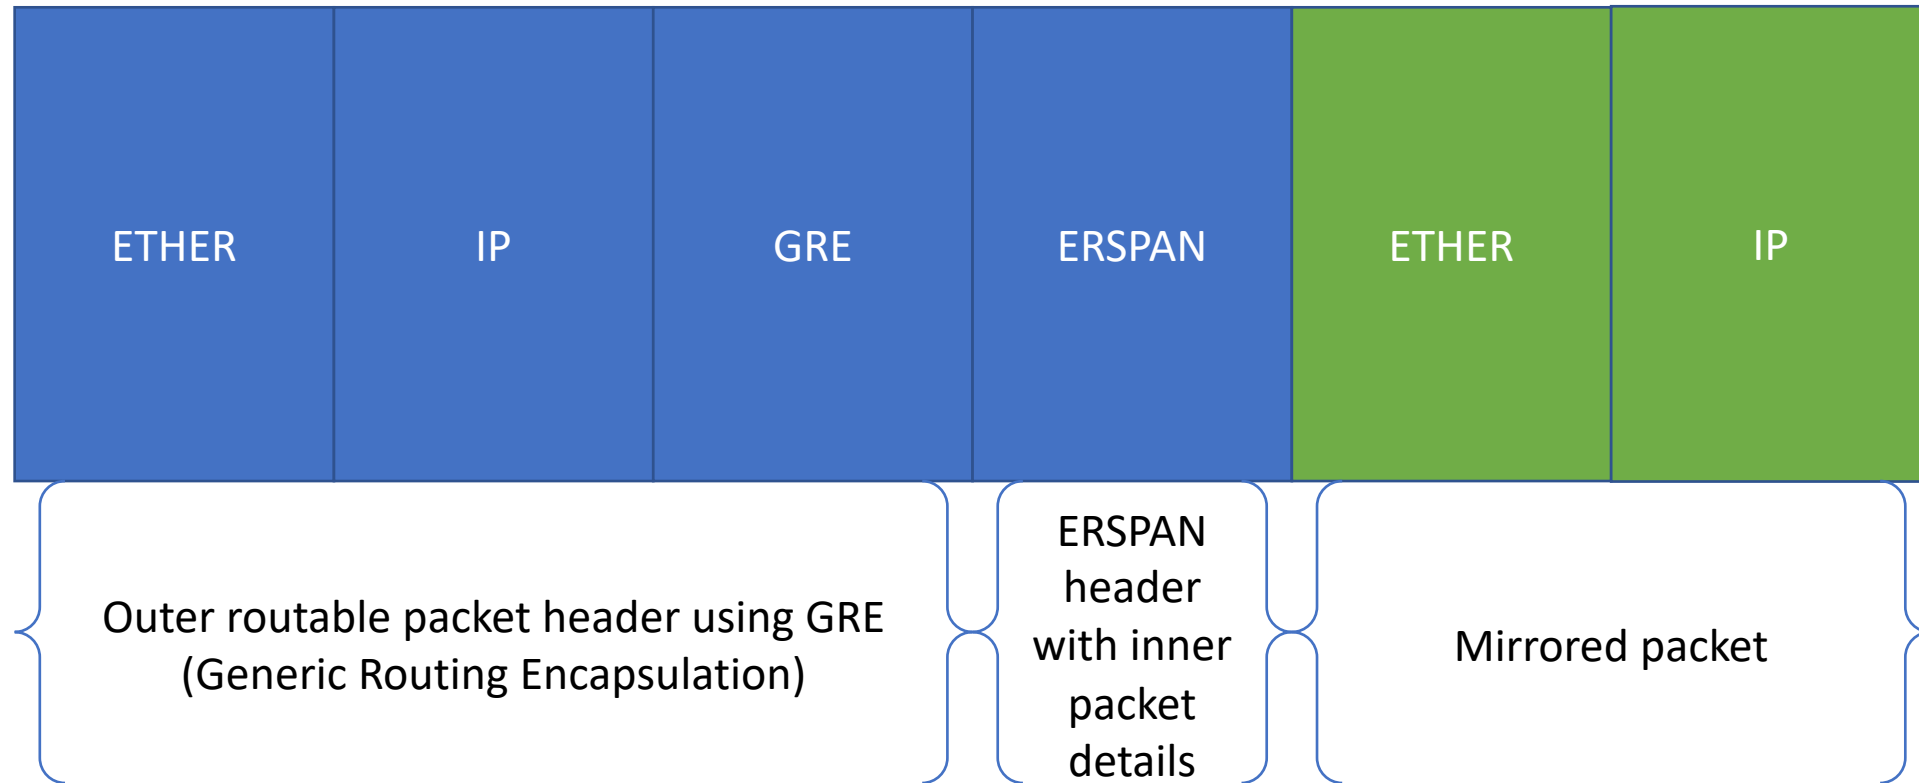 ETHER
IP
GRE
ERSPAN
ETHER
IP
Outer routable packet header using GRE
(Generic Routing Encapsulation)
ERSPAN
header
with inner
packet
details
Mirrored packet